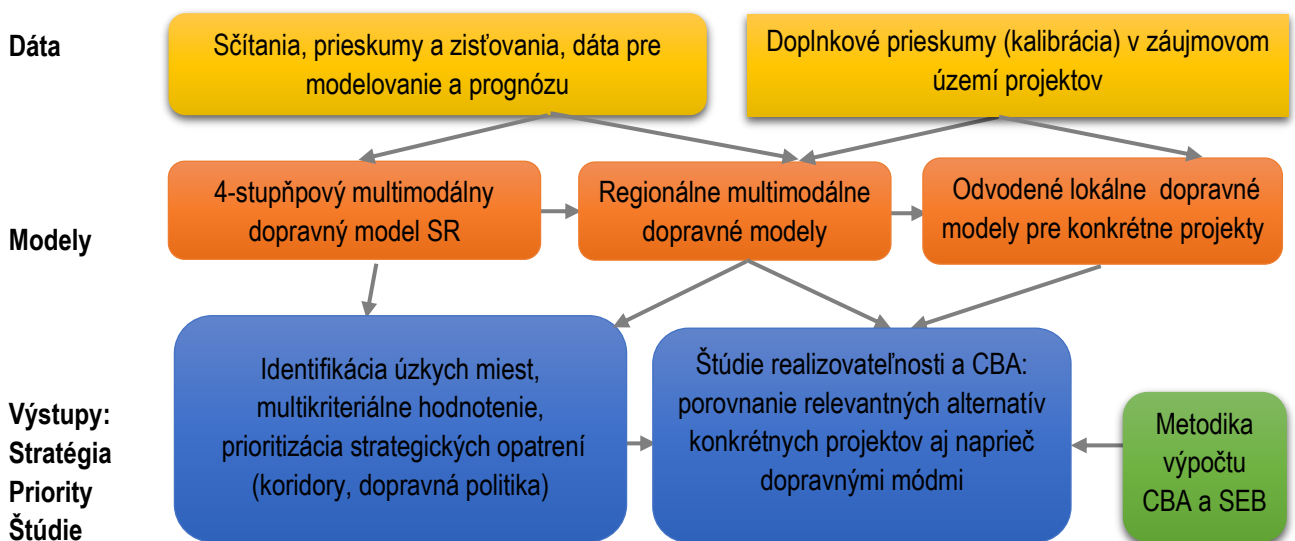 Dáta
Sčítania, prieskumy a zisťovania, dáta pre
modelovanie a prognózu
Doplnkové prieskumy (kalibrácia) v záujmovom
území projektov
Modely
4-stupňpový multimodálny
dopravný model SR
Regionálne multimodálne
dopravné modely
Odvodené lokálne dopravné
modely pre konkrétne projekty
Výstupy:
Stratégia
Priority
Štúdie
Identifikácia úzkych miest,
multikriteriálne hodnotenie,
prioritizácia strategických opatrení
(koridory, dopravná politika)
Štúdie realizovateľnosti a CBA:
porovnanie relevantných alternatív
konkrétnych projektov aj naprieč
dopravnými módmi
Metodika
výpočtu
CBA a SEB